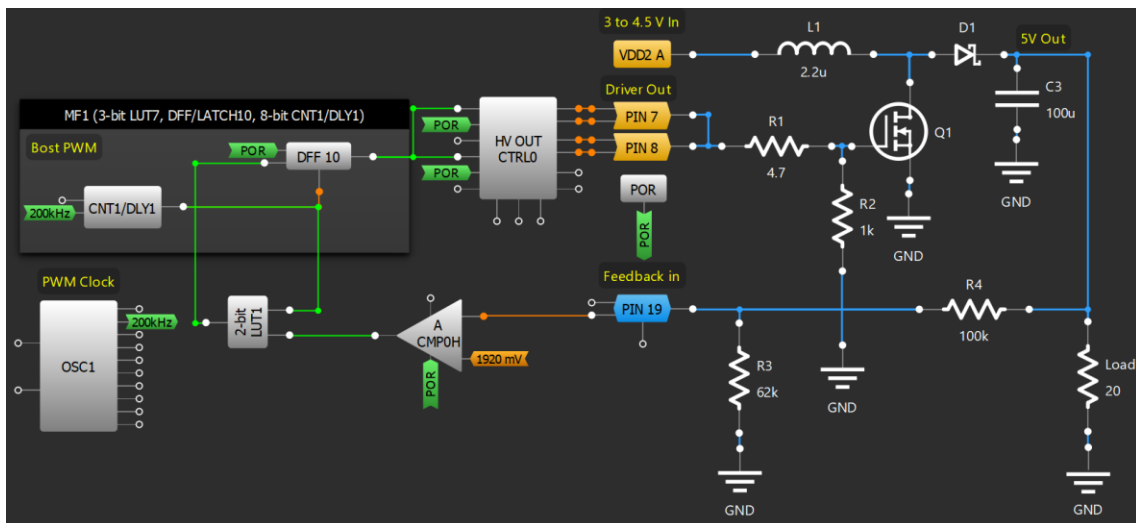 3 to 4.5 V In
VDD2 A
L1
2.2u
D1
5V Out
C3
100u
MF1 (3-bit LUT7, DFF/LATCH10, 8-bit CNT1/DLY1)
Bost PWM
POR
DFF 10
200kHz
CNT1/DLY1
POR
POR
HV OUT
CTRL0
Driver Out
PIN 7
PIN 8
R1
4.7
Q1
GND
GND
R2
1k
POR
POR
PWM Clock
OSC1
200kHz
2-bit
LUT1
A
CMP0H
1920 mV
POR
Feedback in
PIN 19
R4
100k
R3
62k
GND
GND
Load
20
GND